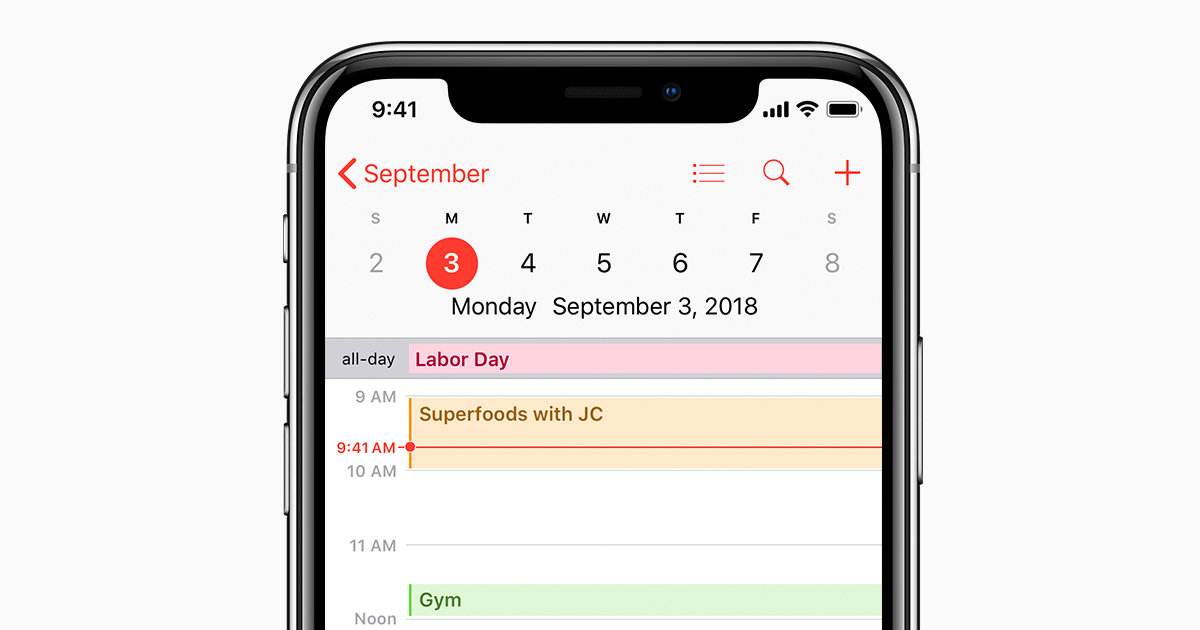 9:41
September
S M T W T F S
2 3 4 5 6 7 8
Monday September 3, 2018
all-day Labor Day
9 AM
Superfoods with JC
9:41 AM
10 AM
11 AM
Gym
Noon